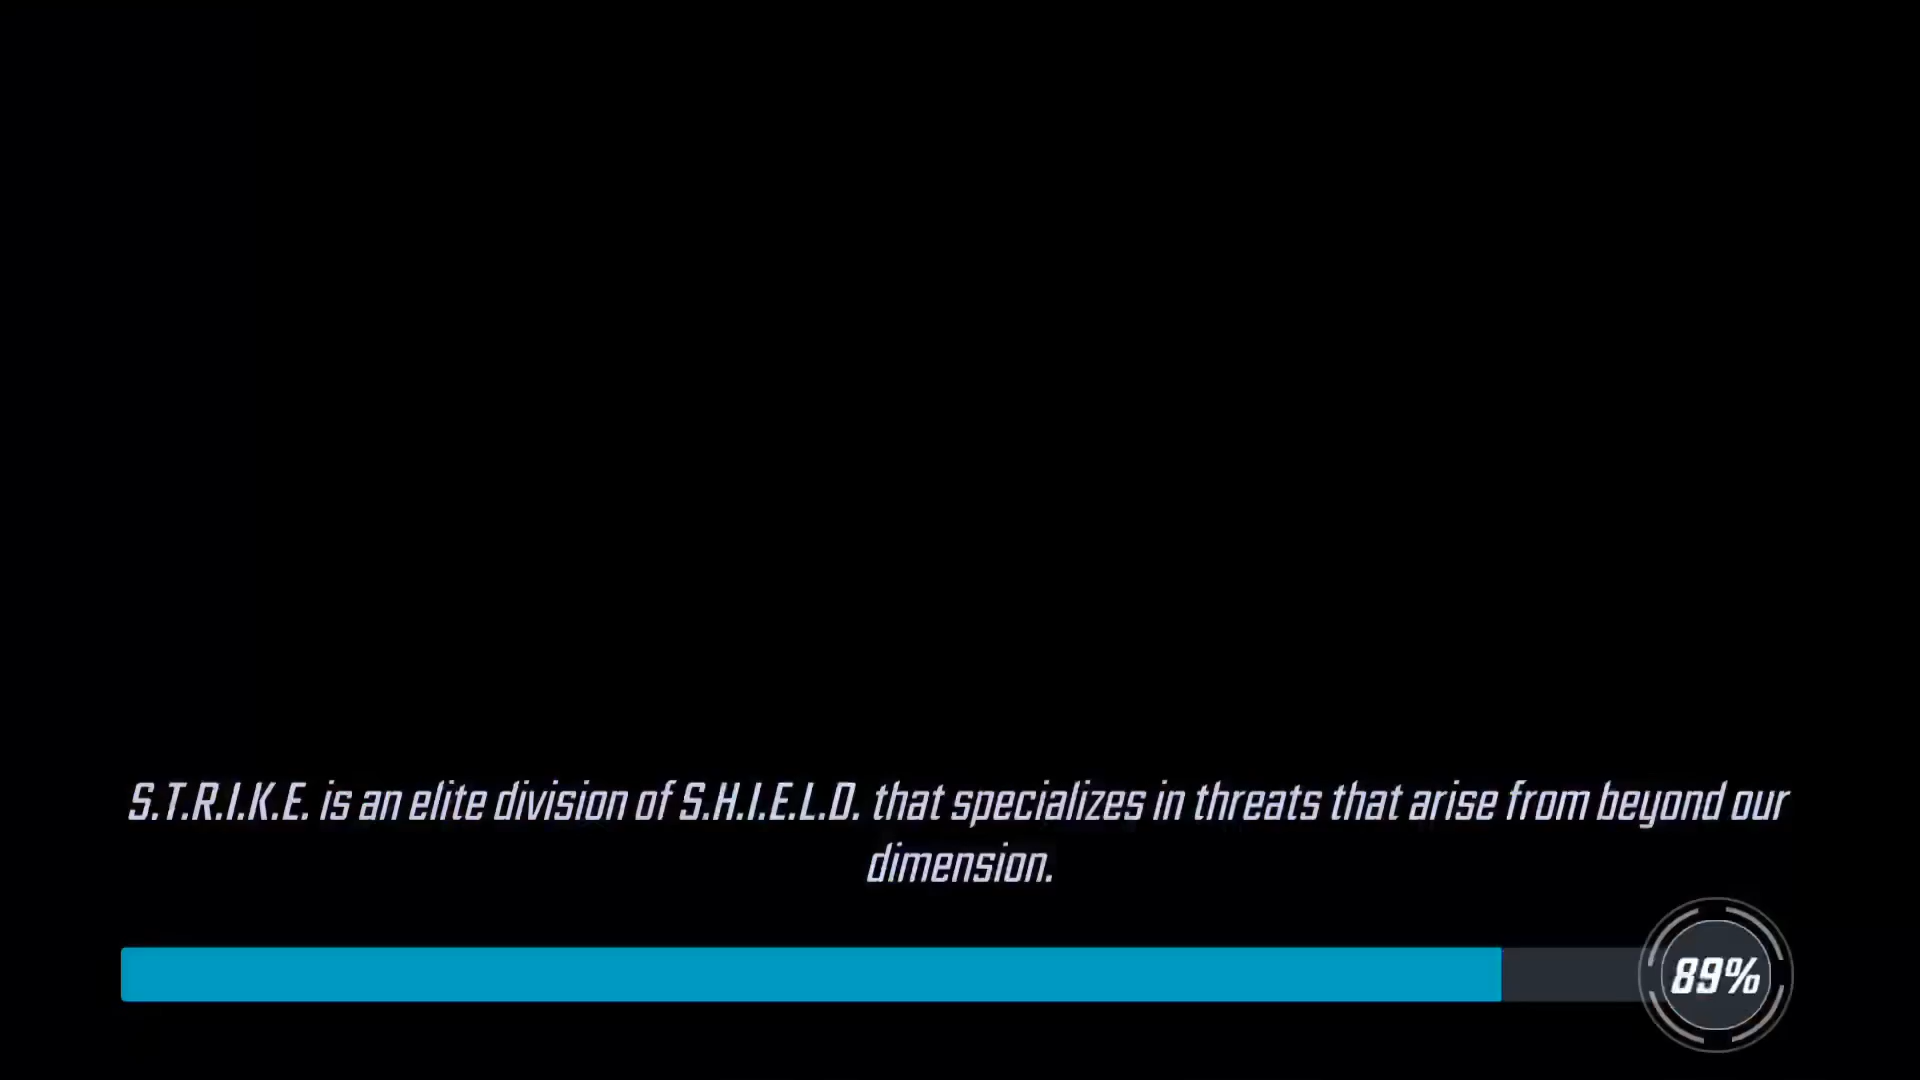 S.T.R.I.K.E. is an elite division of S.H.I.E.L.D. that specializes in threats that arise from beyond our
dimension.
89%